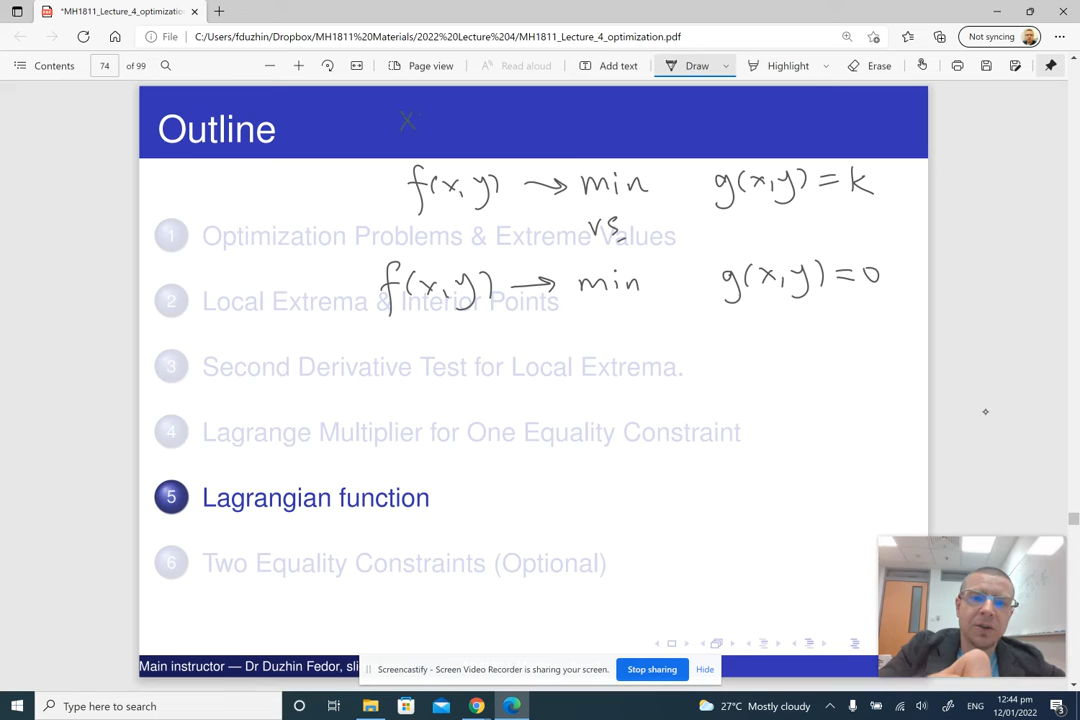 *MH1811_Lecture_4_optimizatio
File
C:/Users/fduzhin/Dropbox/MH1811%20Materials/2022%20Lecture%204/MH1811_Lecture_4_optimization.pdf
Not syncing
Contents
74
of 99
Page view
Read aloud
Add text
Draw
Highlight
Erase
Outline
X
f(x,y) → min g(x,y) = k
vs
f(x,y) → min g(x,y) = 0
1 Optimization Problems & Extreme Values
2 Local Extrema & Interior Points
3 Second Derivative Test for Local Extrema.
4 Lagrange Multiplier for One Equality Constraint
5 Lagrangian function
6 Two Equality Constraints (Optional)
Main instructor — Dr Duzhin Fedor, sli
Screencastify - Screen Video Recorder is sharing your screen.
Stop sharing
Hide
Type here to search
27°C Mostly cloudy
ENG
12:44 pm
12/01/2022
3